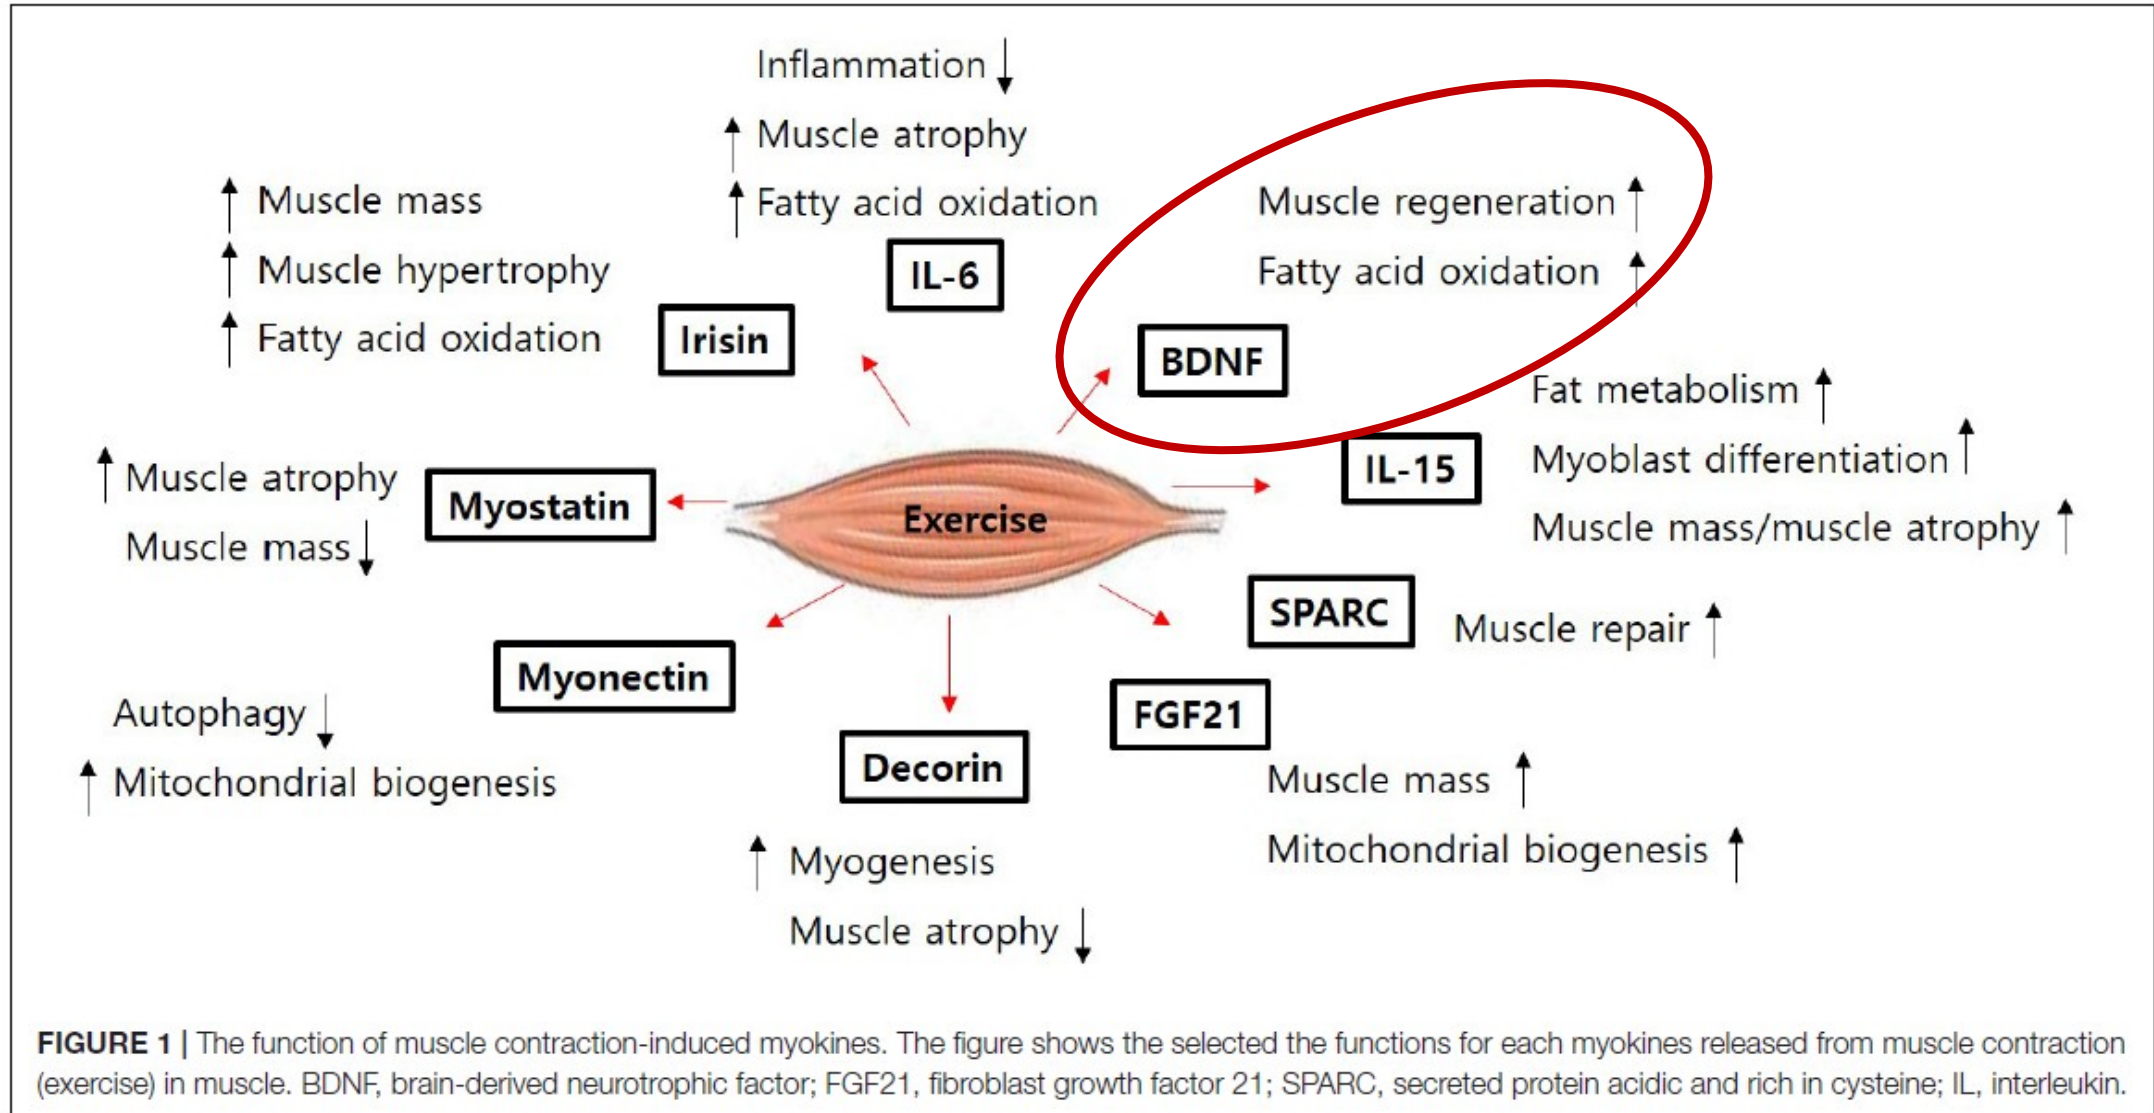 Inflammation ↓
↑ Muscle atrophy
↑ Fatty acid oxidation
IL-6
↑ Muscle mass
↑ Muscle hypertrophy
↑ Fatty acid oxidation
Irisin
Muscle regeneration ↑
Fatty acid oxidation ↑
BDNF
Fat metabolism ↑
Myoblast differentiation ↑
Muscle mass/muscle atrophy ↑
IL-15
↑ Muscle atrophy
Muscle mass ↓
Myostatin
Exercise
SPARC
Muscle repair ↑
Myonectin
Autophagy ↓
↑ Mitochondrial biogenesis
FGF21
Muscle mass ↑
Mitochondrial biogenesis ↑
Decorin
↑ Myogenesis
Muscle atrophy ↓
FIGURE 1 | The function of muscle contraction-induced myokines. The figure shows the selected the functions for each myokines released from muscle contraction
(exercise) in muscle. BDNF, brain-derived neurotrophic factor; FGF21, fibroblast growth factor 21; SPARC, secreted protein acidic and rich in cysteine; IL, interleukin.